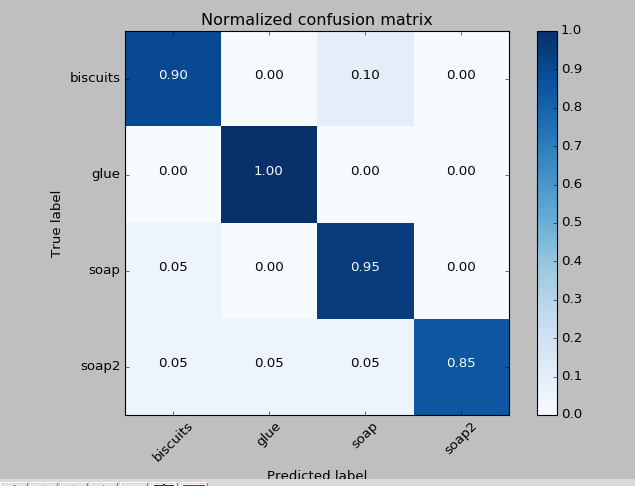 Normalized confusion matrix
True label
biscuits 0.90 0.00 0.10 0.00
glue 0.00 1.00 0.00 0.00
soap 0.05 0.00 0.95 0.00
soap2 0.05 0.05 0.05 0.85
biscuits glue soap soap2
Predicted label
1.0
0.9
0.8
0.7
0.6
0.5
0.4
0.3
0.2
0.1
0.0